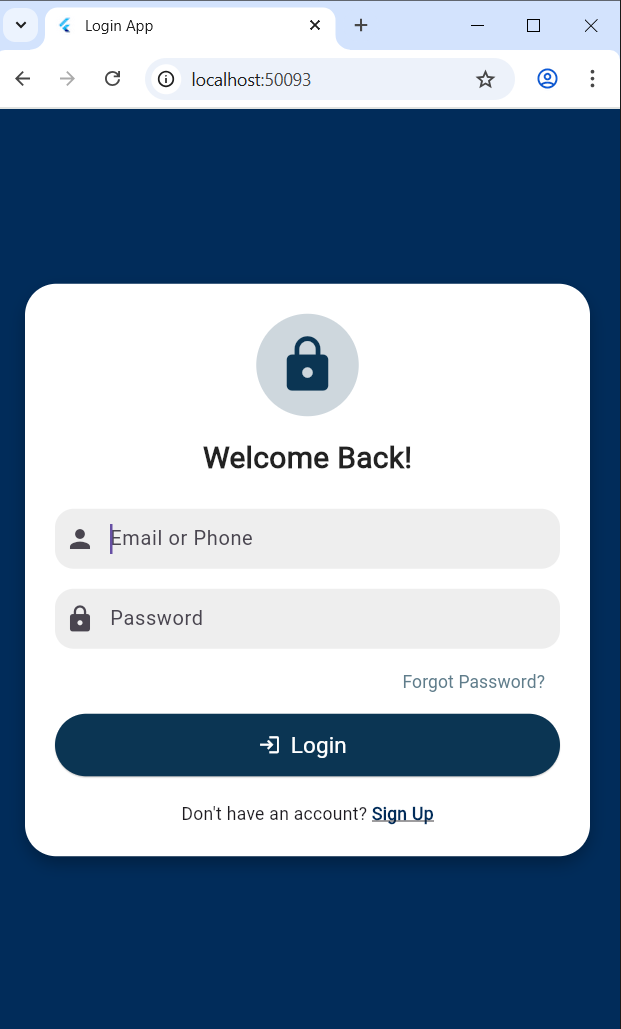 Login App
localhost:50093
Welcome Back!
Email or Phone
Password
Forgot Password?
Login
Don't have an account? Sign Up